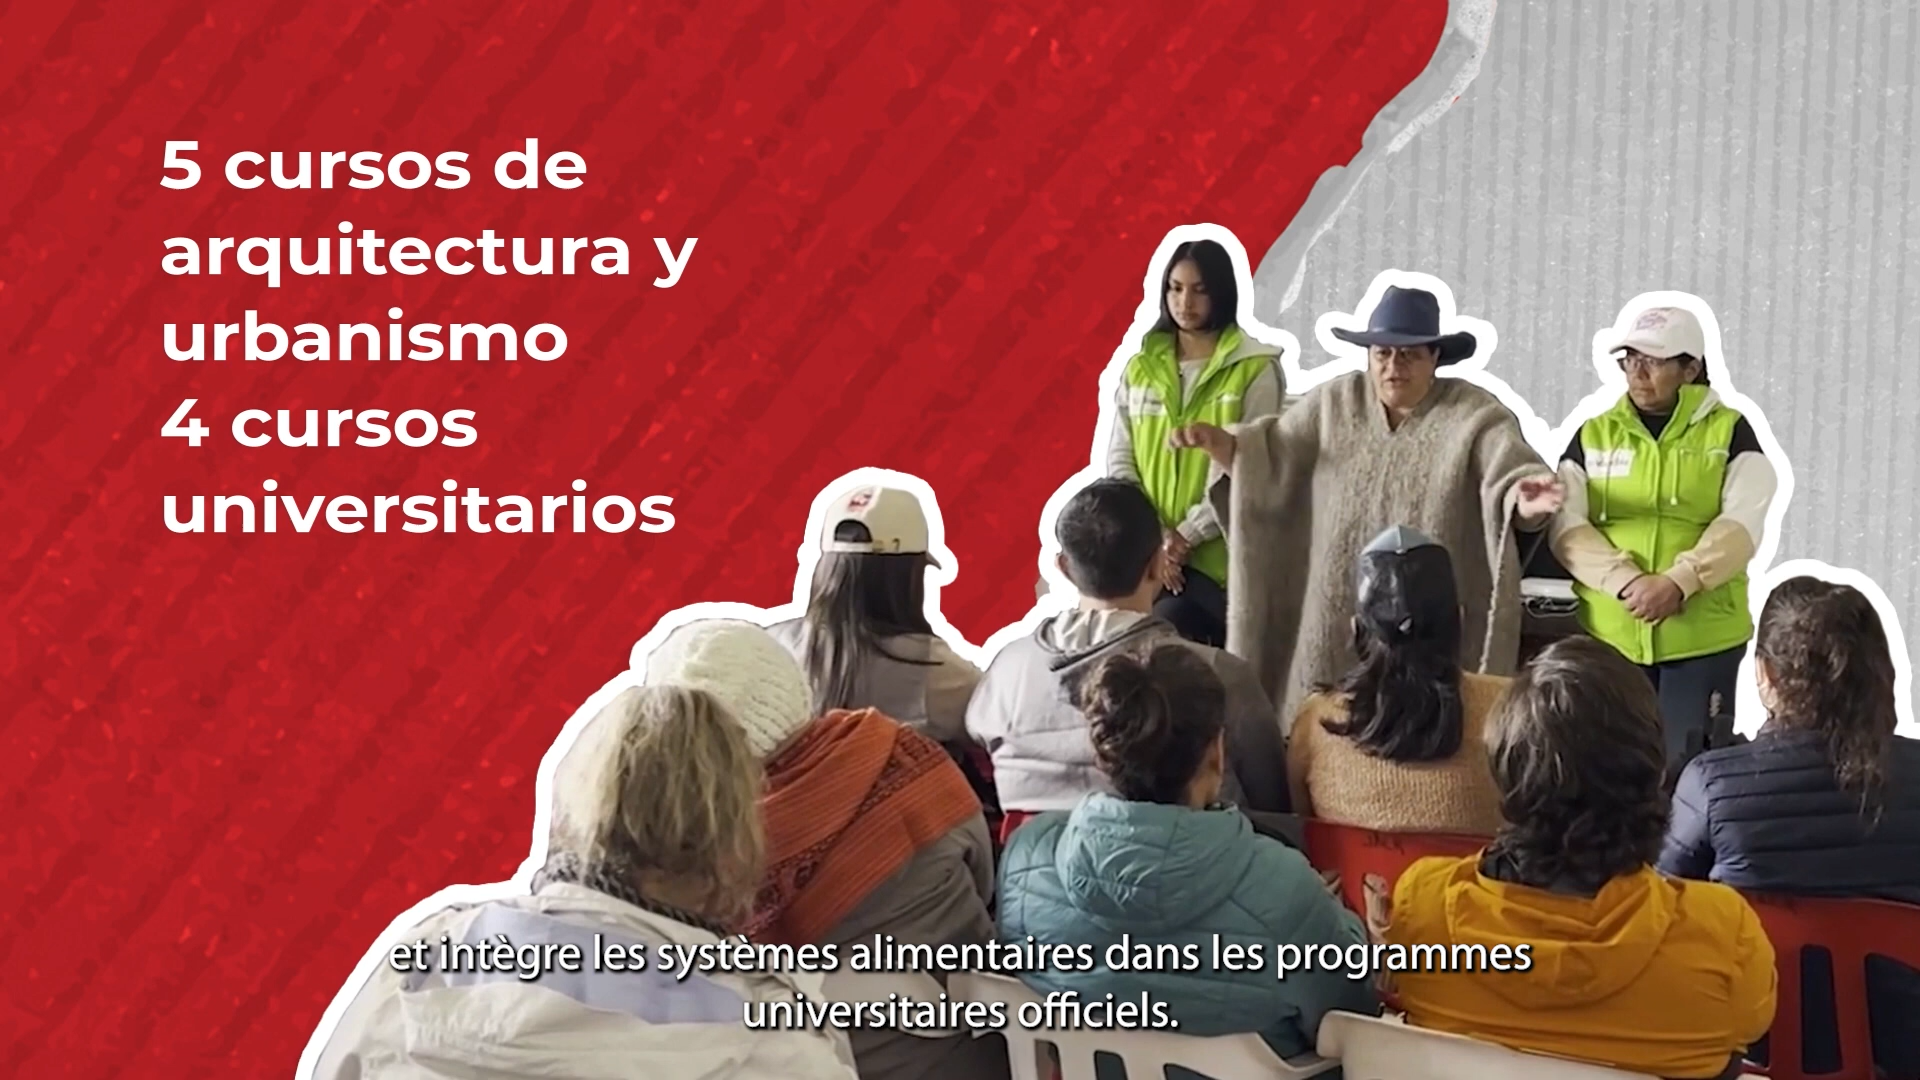 5 cursos de
arquitectura y
urbanismo
4 cursos
universitarios
et intègre les systèmes alimentaires dans les programmes
universitaires officiels.